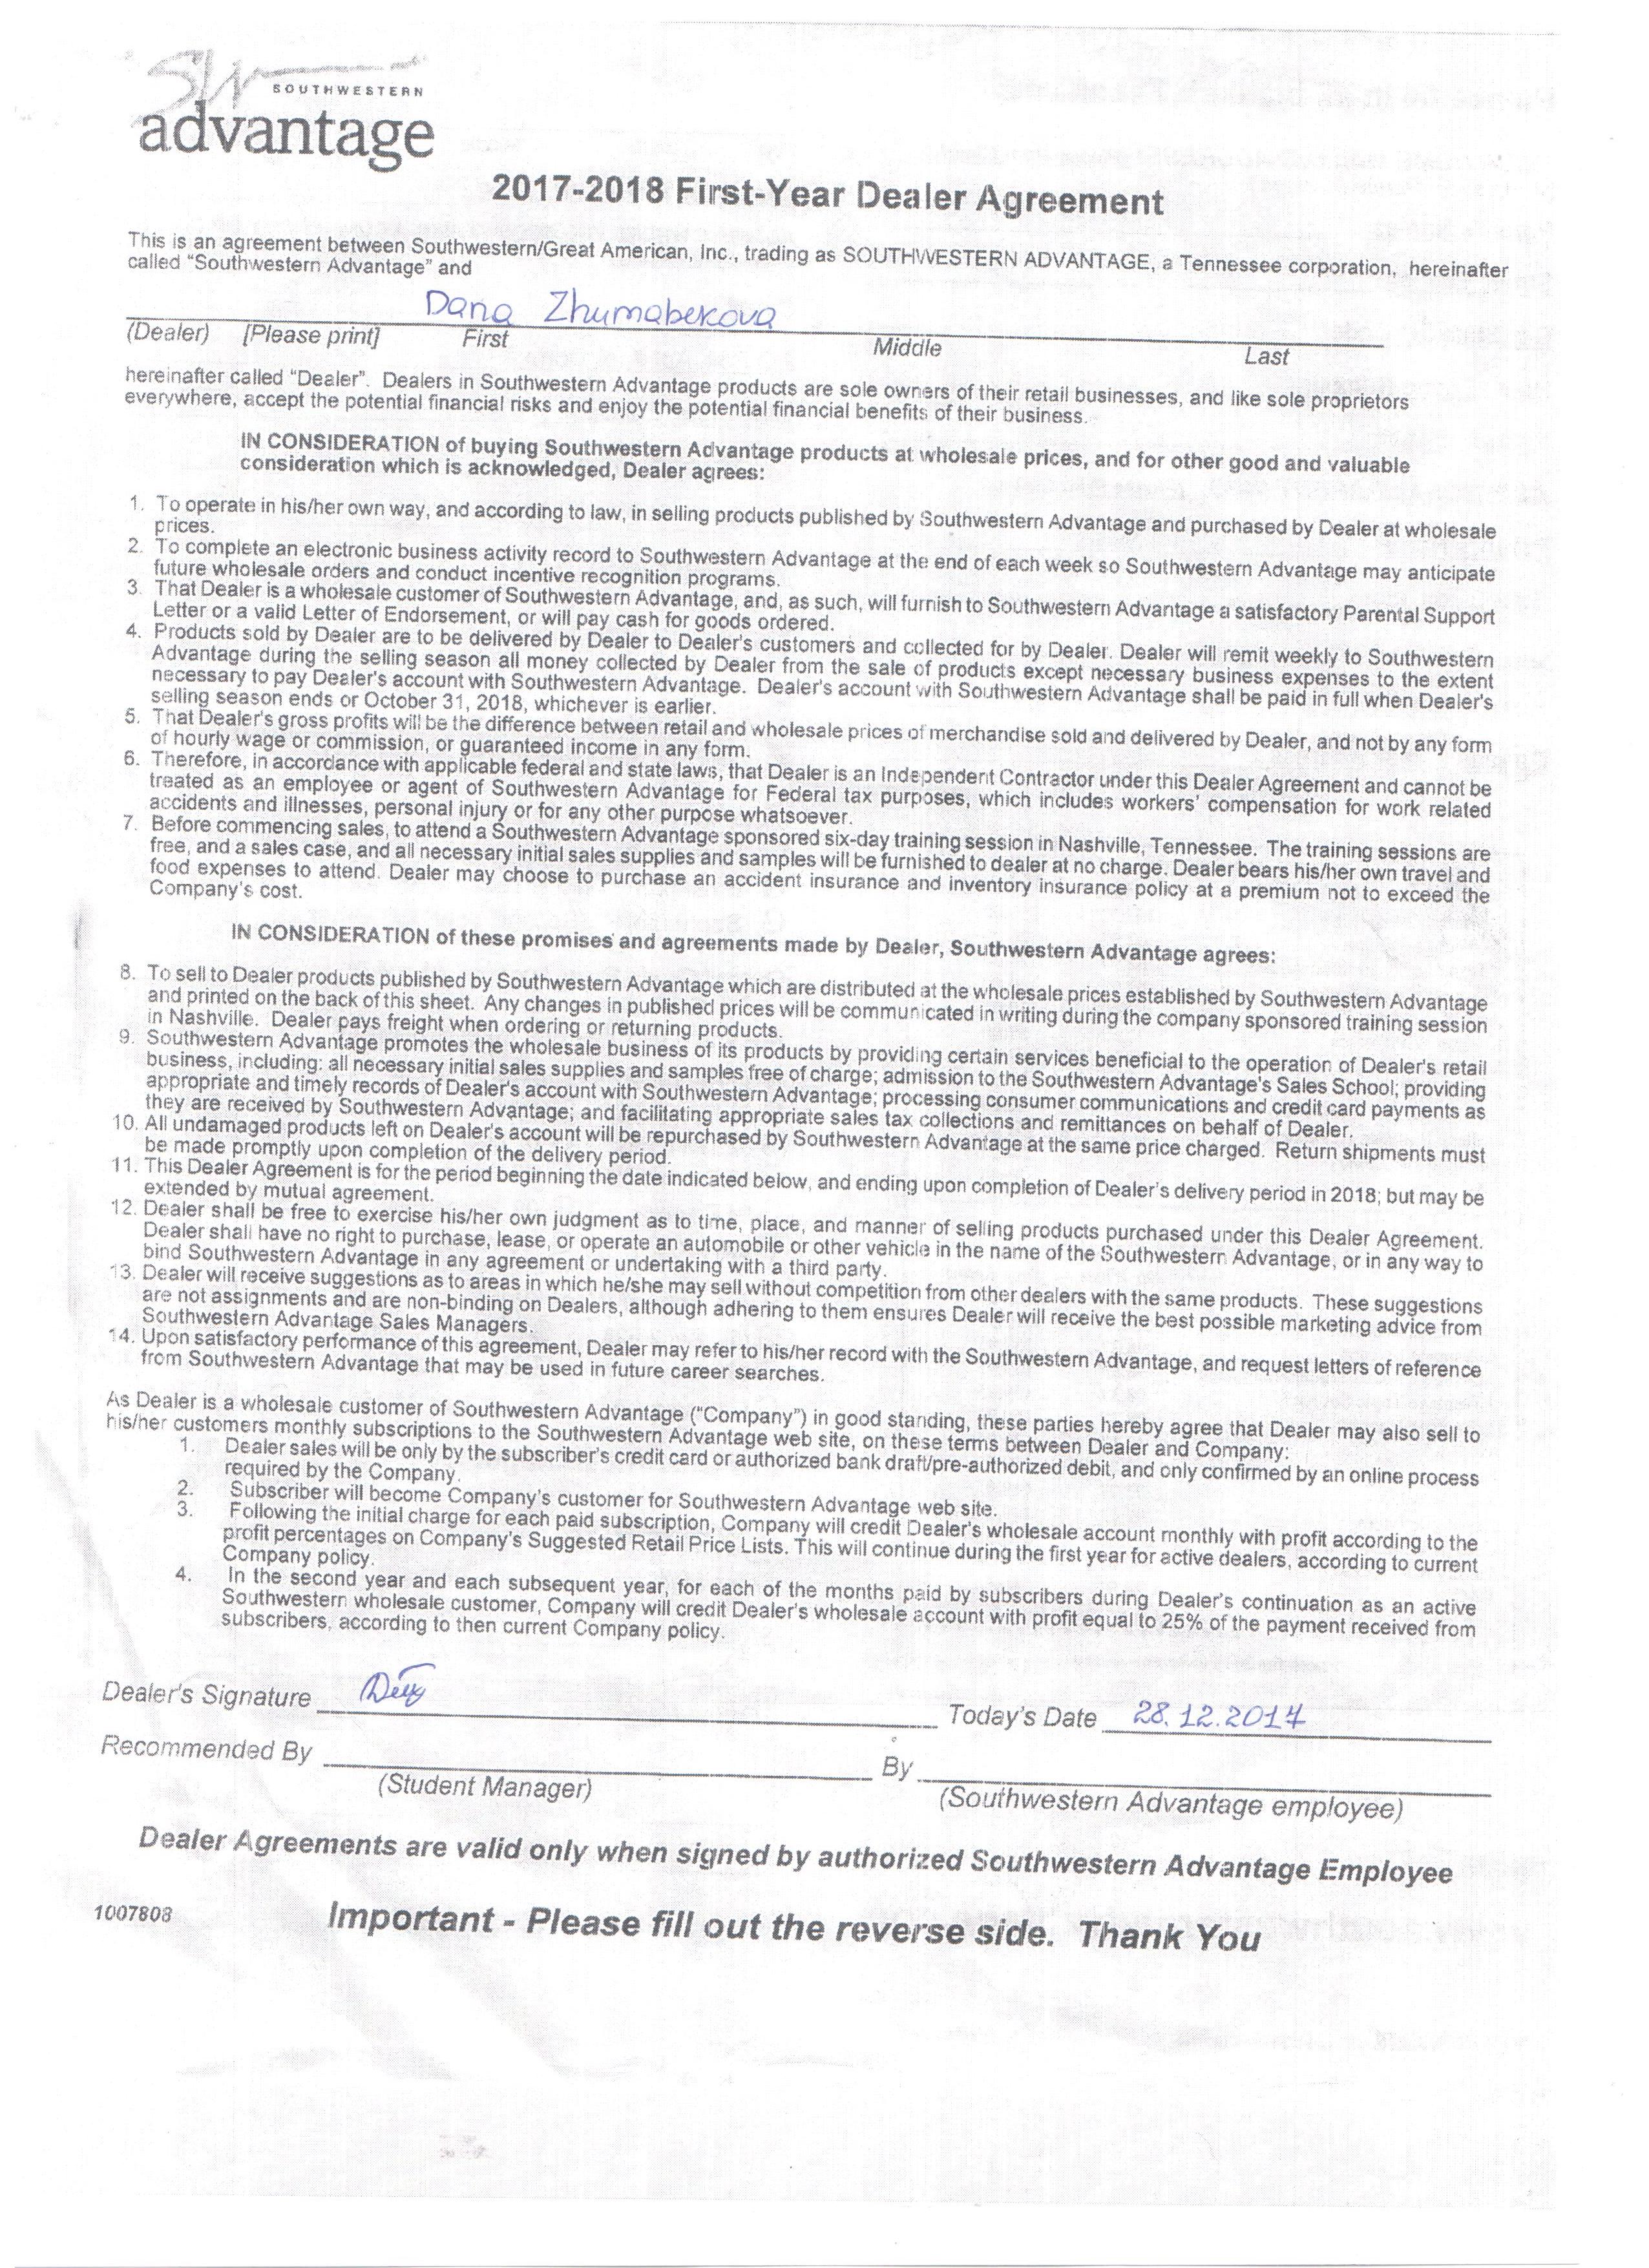 SW
SOUTHWESTERN
advantage
2017-2018 First-Year Dealer Agreement
This is an agreement between Southwestern/Great American, Inc., trading as SOUTHWESTERN ADVANTAGE, a Tennessee corporation, hereinafter
called “Southwestern Advantage” and
Dana Zhumabekova
(Dealer) [Please print] First Middle Last
hereinafter called “Dealer”. Dealers in Southwestern Advantage products are sole owners of their retail businesses, and like sole proprietors
everywhere, accept the potential financial risks and enjoy the potential financial benefits of their business.
IN CONSIDERATION of buying Southwestern Advantage products at wholesale prices, and for other good and valuable
consideration which is acknowledged, Dealer agrees:
1. To operate in his/her own way, and according to law, in selling products published by Southwestern Advantage and purchased by Dealer at wholesale
prices.
2. To complete an electronic business activity record to Southwestern Advantage at the end of each week so Southwestern Advantage may anticipate
future wholesale orders and conduct incentive recognition programs.
3. That Dealer is a wholesale customer of Southwestern Advantage, and, as such, will furnish to Southwestern Advantage a satisfactory Parental Support
Letter or a valid Letter of Endorsement, or will pay cash for goods ordered.
4. Products sold by Dealer are to be delivered by Dealer to Dealer's customers and collected for by Dealer. Dealer will remit weekly to Southwestern
Advantage during the selling season all money collected by Dealer from the sale of products except necessary business expenses to the extent
necessary to pay Dealer's account with Southwestern Advantage. Dealer's account with Southwestern Advantage shall be paid in full when Dealer's
selling season ends or October 31, 2018, whichever is earlier.
5. That Dealer's gross profits will be the difference between retail and wholesale prices of merchandise sold and delivered by Dealer, and not by any form
of hourly wage or commission, or guaranteed income in any form.
6. Therefore, in accordance with applicable federal and state laws, that Dealer is an Independent Contractor under this Dealer Agreement and cannot be
treated as an employee or agent of Southwestern Advantage for Federal tax purposes, which includes workers' compensation for work related
accidents and illnesses, personal injury or for any other purpose whatsoever.
7. Before commencing sales, to attend a Southwestern Advantage sponsored six-day training session in Nashville, Tennessee. The training sessions are
free, and a sales case, and all necessary initial sales supplies and samples will be furnished to dealer at no charge. Dealer bears his/her own travel and
food expenses to attend. Dealer may choose to purchase an accident insurance and inventory insurance policy at a premium not to exceed the
Company's cost.
IN CONSIDERATION of these promises and agreements made by Dealer, Southwestern Advantage agrees:
8. To sell to Dealer products published by Southwestern Advantage which are distributed at the wholesale prices established by Southwestern Advantage
and printed on the back of this sheet. Any changes in published prices will be communicated in writing during the company sponsored training session
in Nashville. Dealer pays freight when ordering or returning products.
9. Southwestern Advantage promotes the wholesale business of its products by providing certain services beneficial to the operation of Dealer's retail
business, including: all necessary initial sales supplies and samples free of charge; admission to the Southwestern Advantage's Sales School; providing
appropriate and timely records of Dealer's account with Southwestern Advantage; processing consumer communications and credit card payments as
they are received by Southwestern Advantage; and facilitating appropriate sales tax collections and remittances on behalf of Dealer.
10. All undamaged products left on Dealer's account will be repurchased by Southwestern Advantage at the same price charged. Return shipments must
be made promptly upon completion of the delivery period.
11. This Dealer Agreement is for the period beginning the date indicated below, and ending upon completion of Dealer's delivery period in 2018; but may be
extended by mutual agreement.
12. Dealer shall be free to exercise his/her own judgment as to time, place, and manner of selling products purchased under this Dealer Agreement.
Dealer shall have no right to purchase, lease, or operate an automobile or other vehicle in the name of the Southwestern Advantage, or in any way to
bind Southwestern Advantage in any agreement or undertaking with a third party.
13. Dealer will receive suggestions as to areas in which he/she may sell without competition from other dealers with the same products. These suggestions
are not assignments and are non-binding on Dealers, although adhering to them ensures Dealer will receive the best possible marketing advice from
Southwestern Advantage Sales Managers.
14. Upon satisfactory performance of this agreement, Dealer may refer to his/her record with the Southwestern Advantage, and request letters of reference
from Southwestern Advantage that may be used in future career searches.
As Dealer is a wholesale customer of Southwestern Advantage (“Company”) in good standing, these parties hereby agree that Dealer may also sell to
his/her customers monthly subscriptions to the Southwestern Advantage web site, on these terms between Dealer and Company:
1. Dealer sales will be only by the subscriber's credit card or authorized bank draft/pre-authorized debit, and only confirmed by an online process
required by the Company.
2. Subscriber will become Company's customer for Southwestern Advantage web site.
3. Following the initial charge for each paid subscription, Company will credit Dealer's wholesale account monthly with profit according to the
profit percentages on Company's Suggested Retail Price Lists. This will continue during the first year for active dealers, according to current
Company policy.
4. In the second year and each subsequent year, for each of the months paid by subscribers during Dealer's continuation as an active
Southwestern wholesale customer, Company will credit Dealer's wholesale account with profit equal to 25% of the payment received from
subscribers, according to then current Company policy.
Dealer's Signature Today's Date 28.12.2017
Recommended By By
(Student Manager) (Southwestern Advantage employee)
Dealer Agreements are valid only when signed by authorized Southwestern Advantage Employee
1007808 Important - Please fill out the reverse side. Thank You